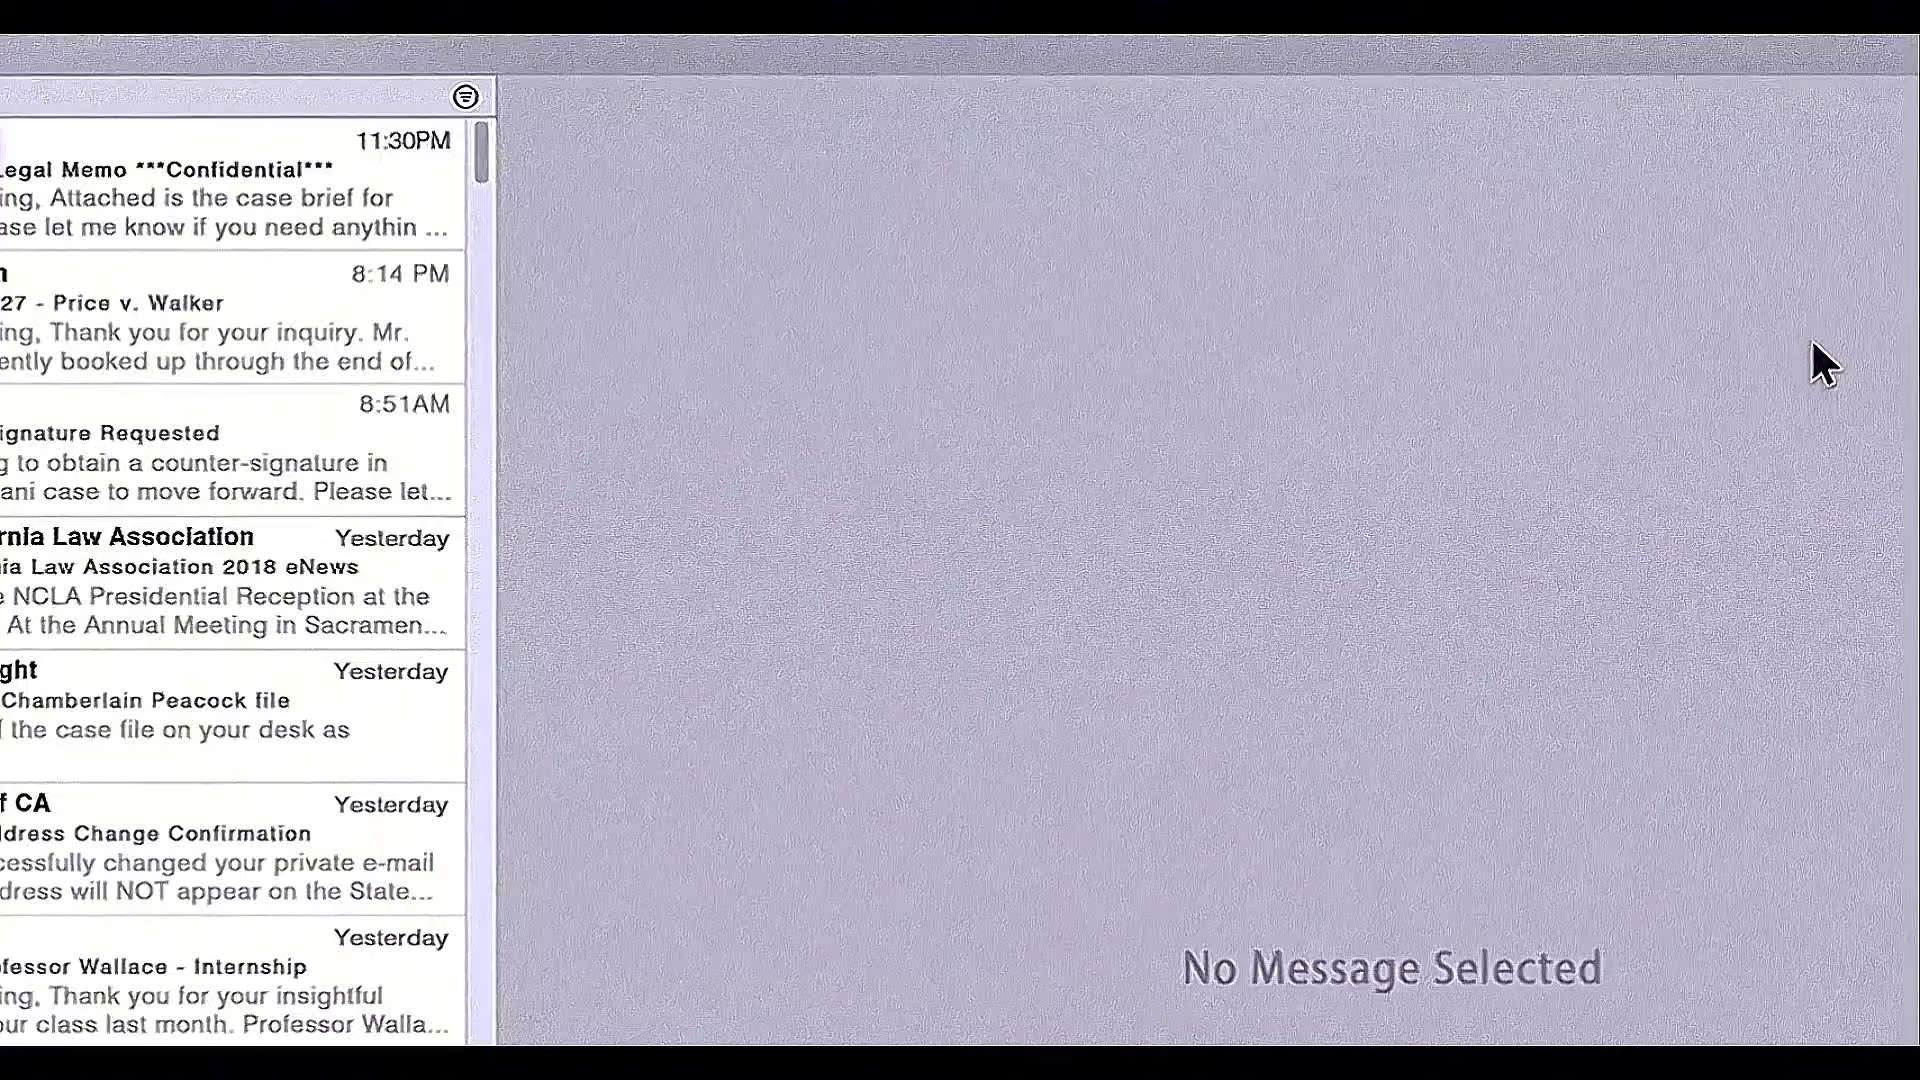 11:30PM
Legal Memo ***Confidential***
ing, Attached is the case brief for
ase let me know if you need anythin ...
8:14 PM
27 - Price v. Walker
ing, Thank you for your inquiry. Mr.
ently booked up through the end of...
8:51AM
ignature Requested
g to obtain a counter-signature in
ani case to move forward. Please let...
rnia Law Association Yesterday
ia Law Association 2018 eNews
e NCLA Presidential Reception at the
At the Annual Meeting in Sacramen...
ght Yesterday
Chamberlain Peacock file
f the case file on your desk as
f CA Yesterday
ddress Change Confirmation
cessfully changed your private e-mail
dress will NOT appear on the State...
Yesterday
fessor Wallace - Internship
ing, Thank you for your insightful
our class last month. Professor Walla...
No Message Selected